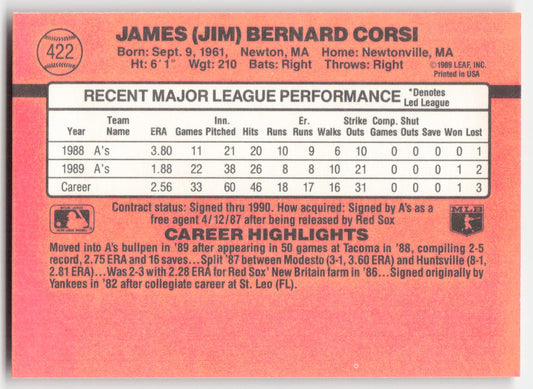 422
JAMES (JIM) BERNARD CORSI
Born: Sept. 9, 1961, Newton, MA Home: Newtonville, MA
Ht: 6'1" Wgt: 210 Bats: Right Throws: Right
©1989 LEAF, INC.
Printed in USA
RECENT MAJOR LEAGUE PERFORMANCE *Denotes Led League
Year Team Name ERA Games Inn. Pitched Hits Runs Er. Runs Walks Strike Outs Comp. Games Shut Outs Save Won Lost
1988 A's 3.80 11 21 20 10 9 6 10 0 0 0 0 1
1989 A's 1.88 22 38 26 8 8 10 21 0 0 0 1 2
Career 2.56 33 60 46 18 17 16 31 0 0 0 1 3
Contract status: Signed thru 1990. How acquired: Signed by A's as a
free agent 4/12/87 after being released by Red Sox
CAREER HIGHLIGHTS
MLB
Moved into A's bullpen in '89 after appearing in 50 games at Tacoma in '88, compiling 2-5
record, 2.75 ERA and 16 saves...Split '87 between Modesto (3-1, 3.60 ERA) and Huntsville (8-1,
2.81 ERA)...Was 2-3 with 2.28 ERA for Red Sox' New Britain farm in '86...Signed originally by
Yankees in '82 after collegiate career at St. Leo (FL).